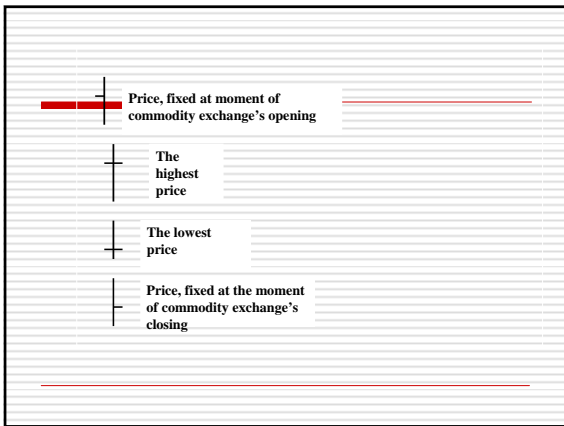 Price, fixed at moment of
commodity exchange's opening
The
highest
price
The lowest
price
Price, fixed at the moment
of commodity exchange's
closing